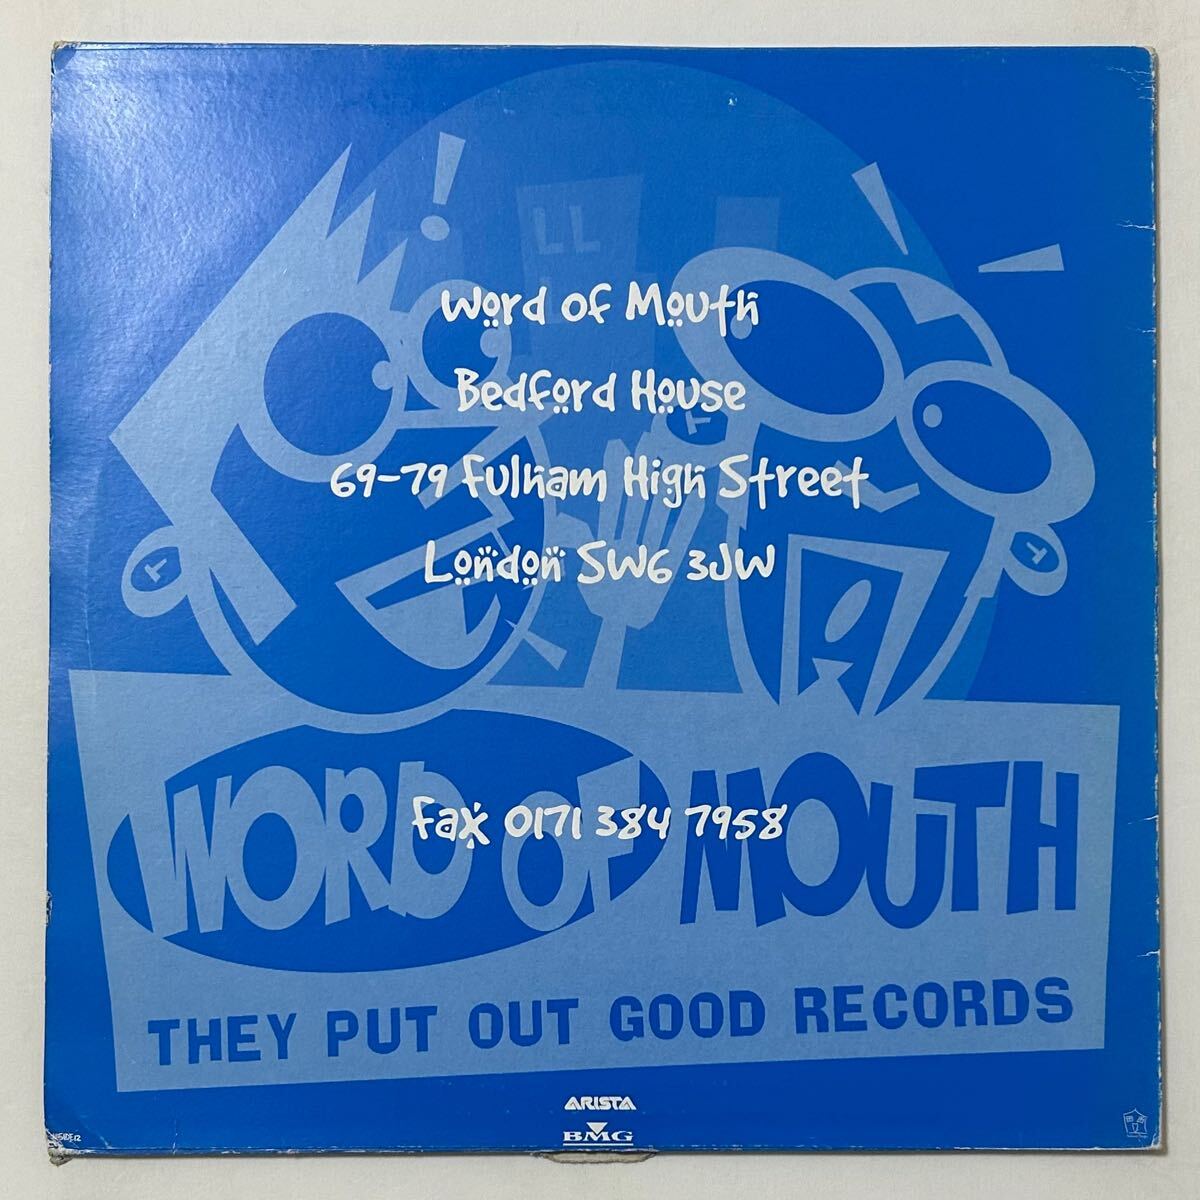 LL
Word of Mouth
Bedford House
69-79 Fulham High Street
London SW6 3JW
T
T
T
WORD OF MOUTH
Fax 0171 384 7958
THEY PUT OUT GOOD RECORDS
ARISTA
BMG